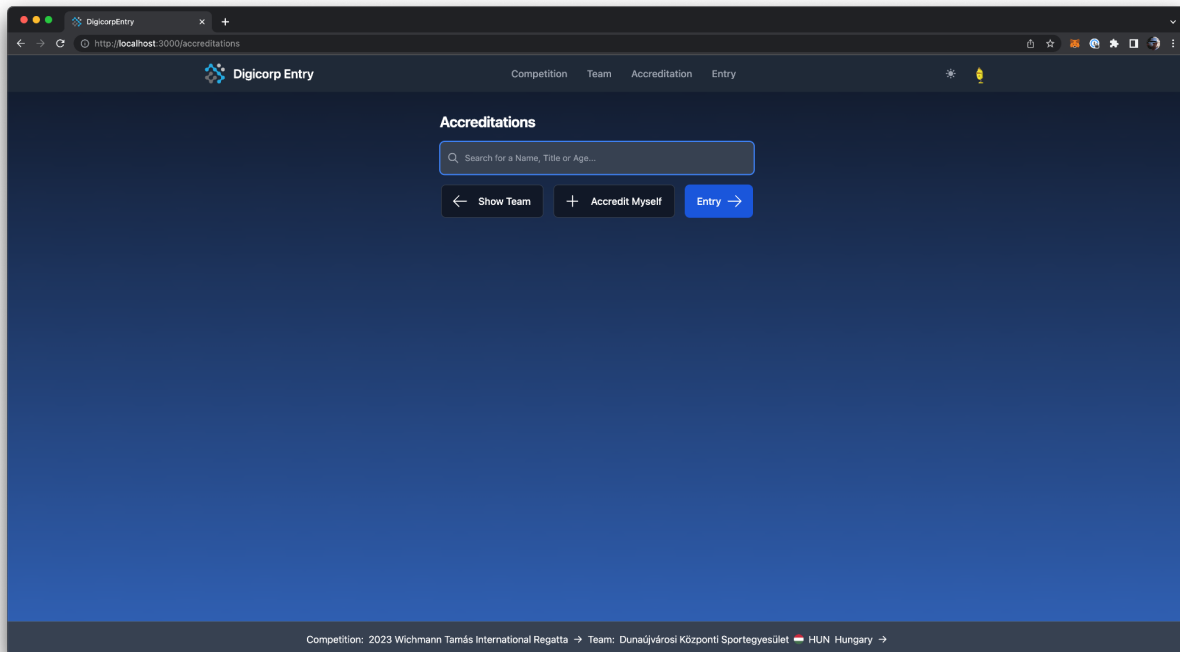 DigicorpEntry
http://localhost:3000/accreditations
Digicorp Entry Competition Team Accreditation Entry
Accreditations
Search for a Name, Title or Age...
Show Team Accredit Myself Entry
Competition: 2023 Wichmann Tamás International Regatta → Team: Dunaújvárosi Központi Sportegyesület HUN Hungary →